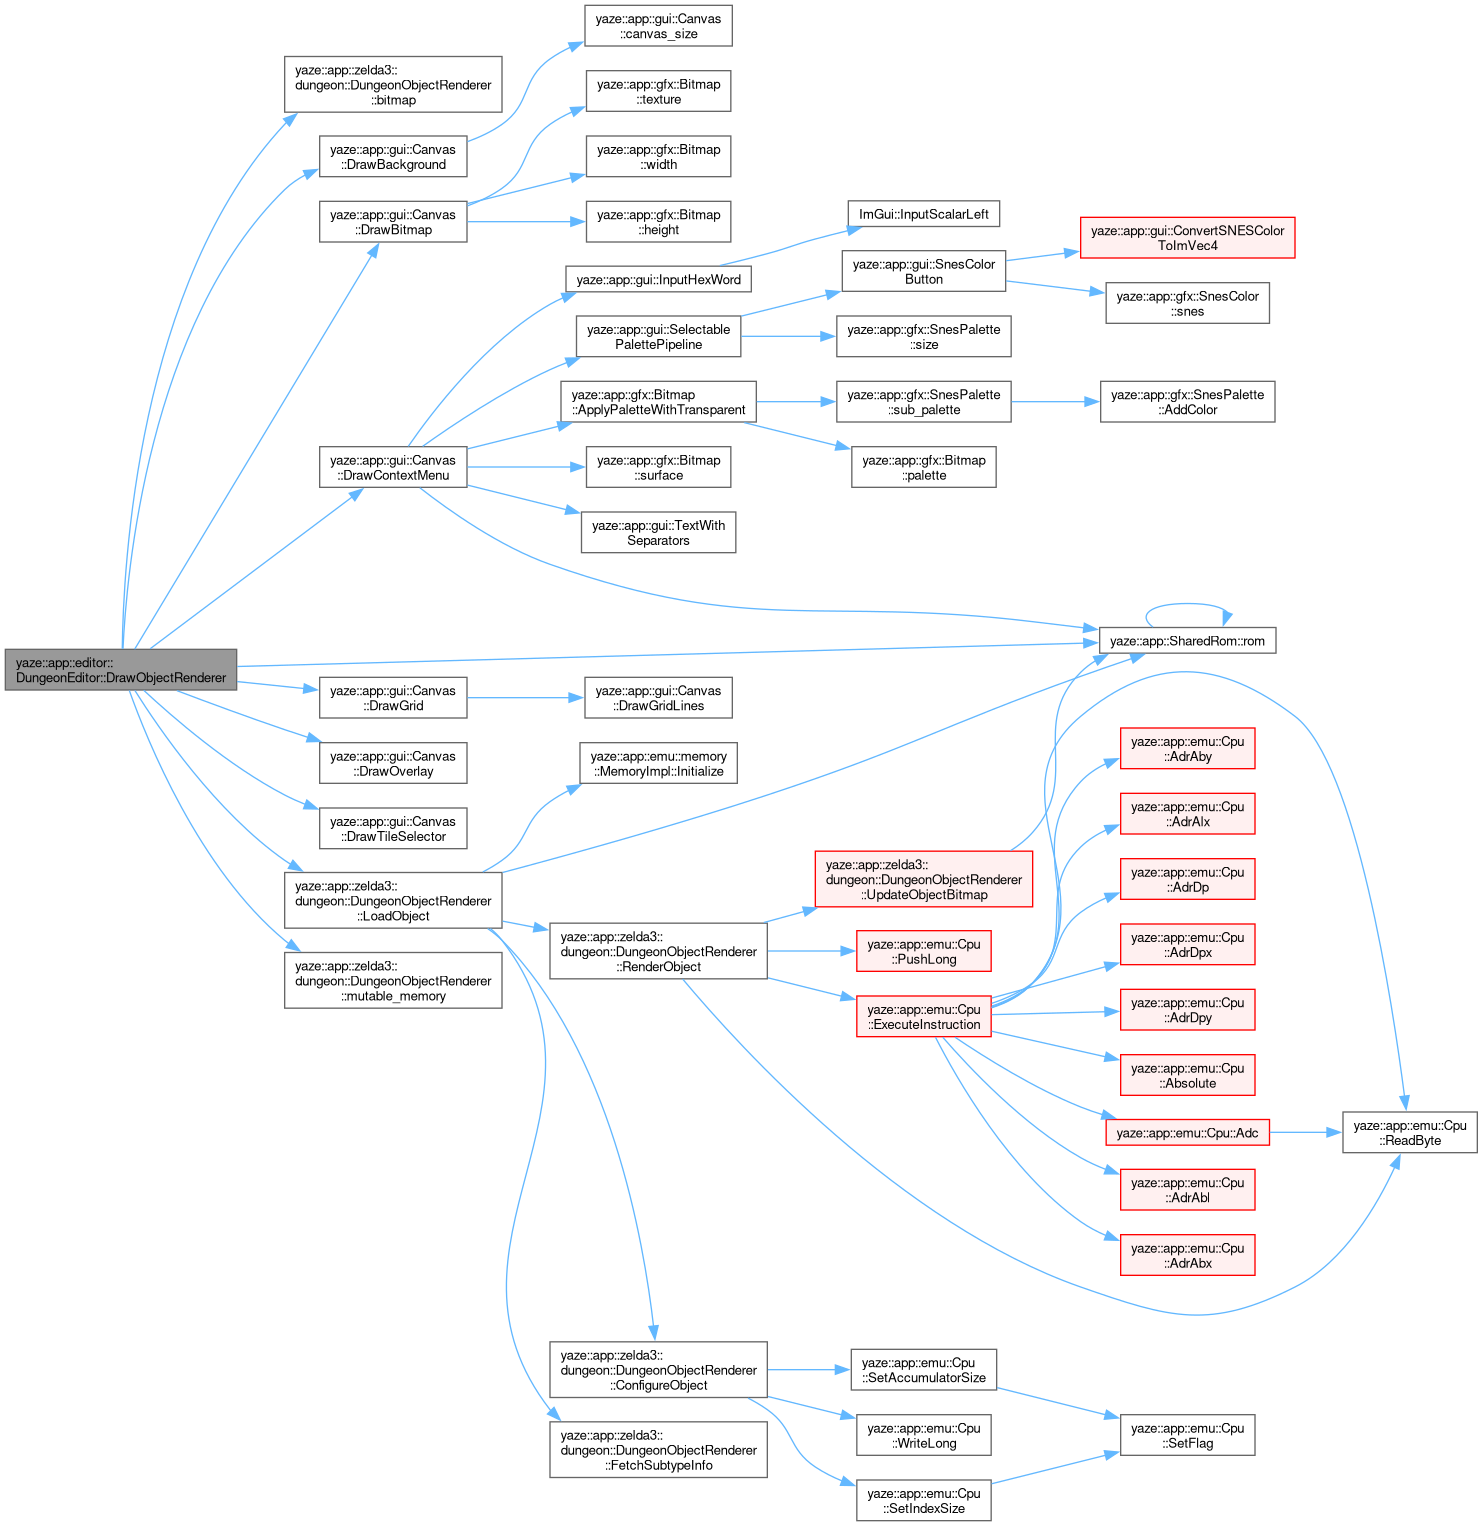 yaze::app::editor::
DungeonEditor::DrawObjectRenderer
yaze::app::zelda3::
dungeon::DungeonObjectRenderer
::bitmap
yaze::app::gui::Canvas
::DrawBackground
yaze::app::gui::Canvas
::canvas_size
yaze::app::gui::Canvas
::DrawBitmap
yaze::app::gfx::Bitmap
::texture
yaze::app::gfx::Bitmap
::width
yaze::app::gfx::Bitmap
::height
yaze::app::gui::Canvas
::DrawContextMenu
yaze::app::gui::InputHexWord
ImGui::InputScalarLeft
yaze::app::gui::Selectable
PalettePipeline
yaze::app::gui::SnesColor
Button
yaze::app::gui::ConvertSNESColor
ToImVec4
yaze::app::gfx::SnesColor
::snes
yaze::app::gfx::SnesPalette
::size
yaze::app::gfx::Bitmap
::ApplyPaletteWithTransparent
yaze::app::gfx::SnesPalette
::sub_palette
yaze::app::gfx::SnesPalette
::AddColor
yaze::app::gfx::Bitmap
::palette
yaze::app::gfx::Bitmap
::surface
yaze::app::gui::TextWith
Separators
yaze::app::SharedRom::rom
yaze::app::gui::Canvas
::DrawGrid
yaze::app::gui::Canvas
::DrawGridLines
yaze::app::gui::Canvas
::DrawOverlay
yaze::app::gui::Canvas
::DrawTileSelector
yaze::app::zelda3::
dungeon::DungeonObjectRenderer
::LoadObject
yaze::app::emu::memory
::MemoryImpl::Initialize
yaze::app::zelda3::
dungeon::DungeonObjectRenderer
::mutable_memory
yaze::app::zelda3::
dungeon::DungeonObjectRenderer
::RenderObject
yaze::app::zelda3::
dungeon::DungeonObjectRenderer
::UpdateObjectBitmap
yaze::app::emu::Cpu
::PushLong
yaze::app::emu::Cpu
::ExecuteInstruction
yaze::app::emu::Cpu
::AdrAby
yaze::app::emu::Cpu
::AdrAlx
yaze::app::emu::Cpu
::AdrDp
yaze::app::emu::Cpu
::AdrDpx
yaze::app::emu::Cpu
::AdrDpy
yaze::app::emu::Cpu
::Absolute
yaze::app::emu::Cpu::Adc
yaze::app::emu::Cpu
::ReadByte
yaze::app::emu::Cpu
::AdrAbl
yaze::app::emu::Cpu
::AdrAbx
yaze::app::zelda3::
dungeon::DungeonObjectRenderer
::ConfigureObject
yaze::app::emu::Cpu
::SetAccumulatorSize
yaze::app::emu::Cpu
::WriteLong
yaze::app::emu::Cpu
::SetFlag
yaze::app::emu::Cpu
::SetIndexSize
yaze::app::zelda3::
dungeon::DungeonObjectRenderer
::FetchSubtypeInfo